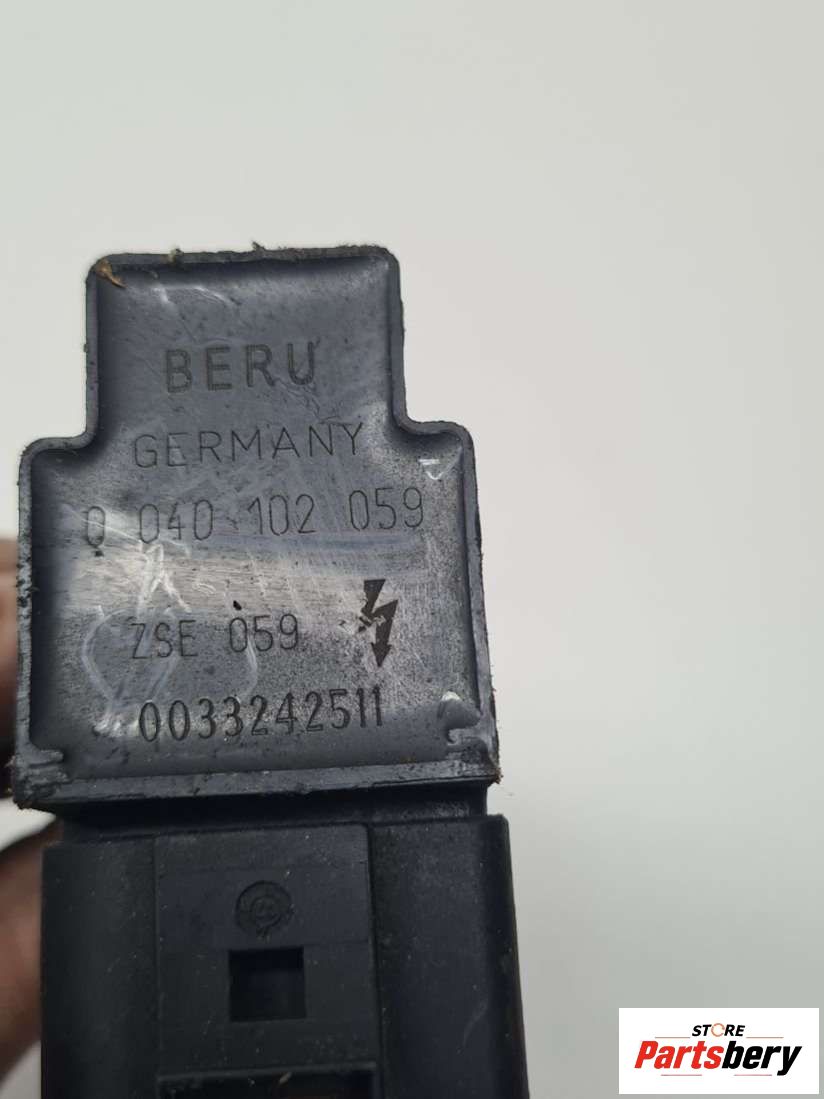 BERU
GERMANY
0 040 102 059
ZSE 059
0033242511
STORE
Partsbery